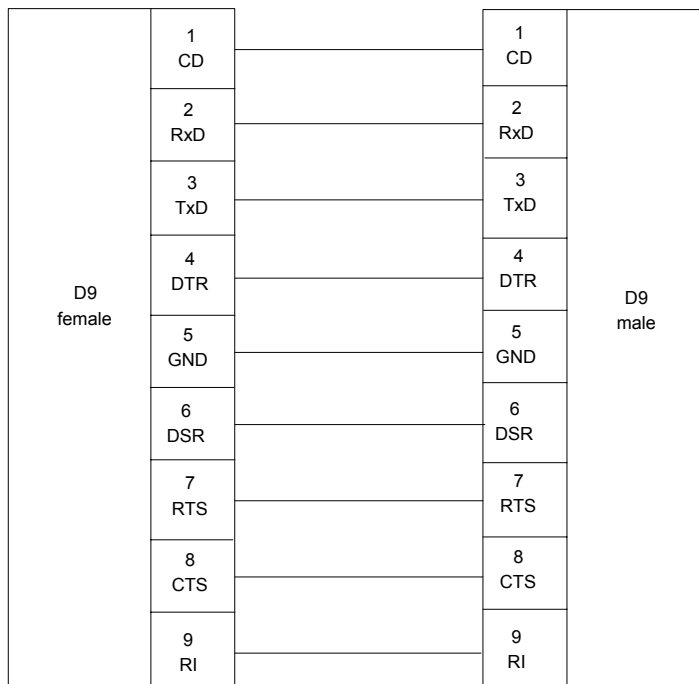 D9
female
1
CD
2
RxD
3
TxD
4
DTR
5
GND
6
DSR
7
RTS
8
CTS
9
RI
1
CD
2
RxD
3
TxD
4
DTR
5
GND
6
DSR
7
RTS
8
CTS
9
RI
D9
male